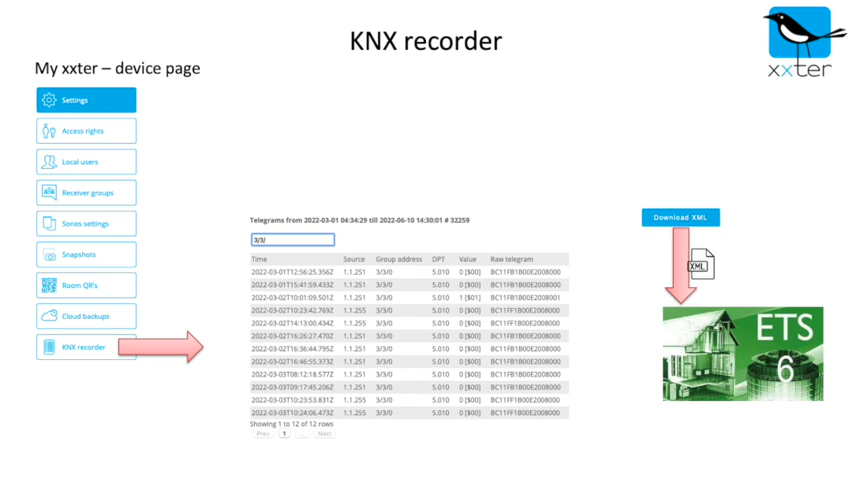 KNX recorder
xxter
My xxter – device page
Settings
Access rights
Local users
Receiver groups
Sonos settings
Snapshots
Room QR's
Cloud backups
KNX recorder
Telegrams from 2022-03-01 04:34:29 till 2022-06-10 14:30:01 # 32259
3/3/
Time Source Group address DPT Value Raw telegram
2022-03-01T12:56:25.356Z 1.1.251 3/3/0 5.010 0 [$00] BC11FB1B00E2008000
2022-03-01T15:41:59.433Z 1.1.251 3/3/0 5.010 0 [$00] BC11FB1B00E2008000
2022-03-02T10:01:09.501Z 1.1.251 3/3/0 5.010 1 [$01] BC11FB1B00E2008001
2022-03-02T10:23:42.769Z 1.1.255 3/3/0 5.010 0 [$00] BC11FF1B00E2008000
2022-03-02T14:13:00.434Z 1.1.255 3/3/0 5.010 0 [$00] BC11FF1B00E2008000
2022-03-02T16:26:27.470Z 1.1.251 3/3/0 5.010 0 [$00] BC11FB1B00E2008000
2022-03-02T16:36:44.795Z 1.1.251 3/3/0 5.010 0 [$00] BC11FB1B00E2008000
2022-03-02T16:46:55.373Z 1.1.251 3/3/0 5.010 0 [$00] BC11FB1B00E2008000
2022-03-03T08:12:18.577Z 1.1.251 3/3/0 5.010 0 [$00] BC11FB1B00E2008000
2022-03-03T09:17:45.206Z 1.1.251 3/3/0 5.010 0 [$00] BC11FB1B00E2008000
2022-03-03T10:23:53.831Z 1.1.255 3/3/0 5.010 0 [$00] BC11FF1B00E2008000
2022-03-03T10:24:06.473Z 1.1.255 3/3/0 5.010 0 [$00] BC11FF1B00E2008000
Showing 1 to 12 of 12 rows
Prev 1 ... Next
Download XML
XML
ETS
6